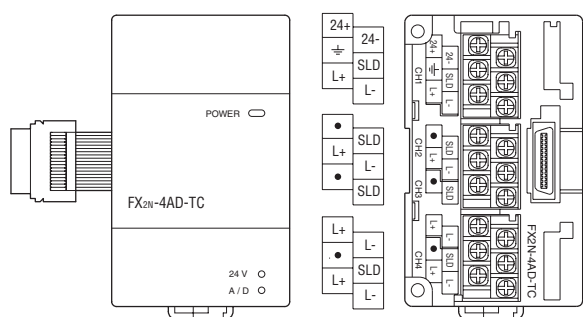 POWER
FX2N-4AD-TC
24 V
A / D
24+
24-
⏚
SLD
L+
L-
•
SLD
L+
L-
•
SLD
L+
L-
•
SLD
L+
L-
CH1
24+
24-
⏚
SLD
L+
L-
CH2
•
SLD
L+
L-
CH3
•
SLD
L+
L-
CH4
•
SLD
L+
L-
FX2N-4AD-TC